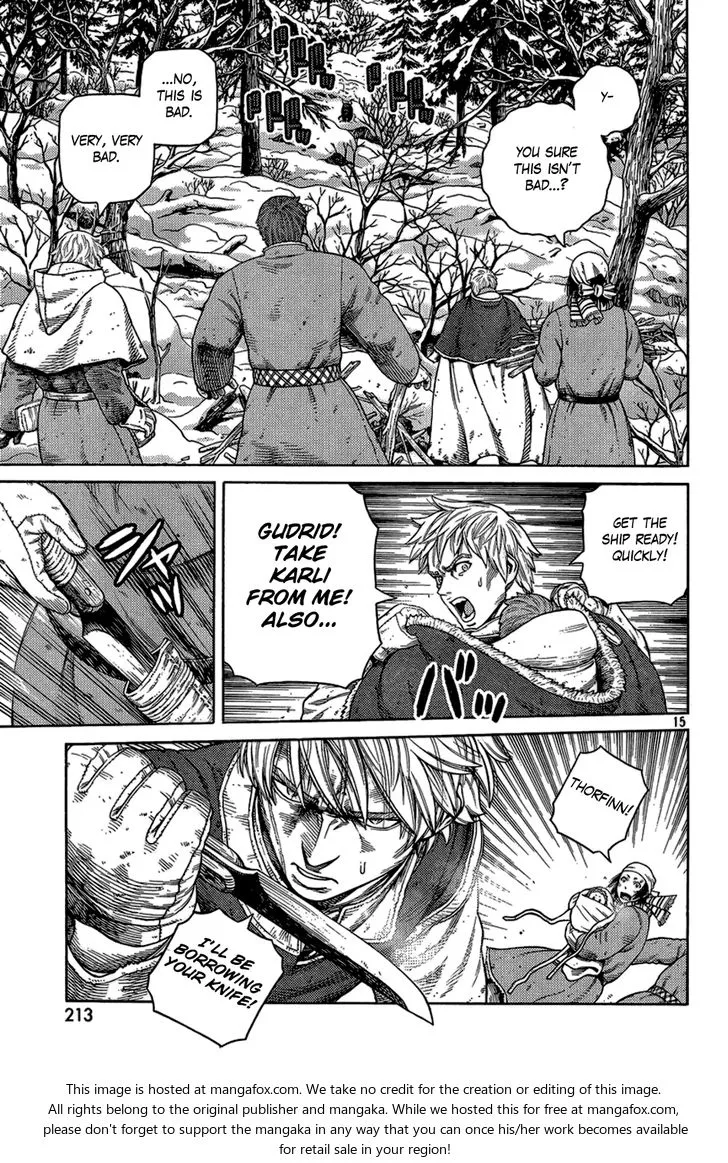 Y-
YOU SURE
THIS ISN'T
BAD...?
...NO,
THIS IS
BAD.
VERY, VERY
BAD.
GET THE
SHIP READY!
QUICKLY!
GUDRID!
TAKE
KARLI
FROM ME!
ALSO...
バッ
15
THORFINN!
I'LL BE
BORROWING
YOUR KNIFE!
213
This image is hosted at mangafox.com. We take no credit for the creation or editing of this image.
All rights belong to the original publisher and mangaka. While we hosted this for free at mangafox.com,
please don't forget to support the mangaka in any way that you can once his/her work becomes available
for retail sale in your region!